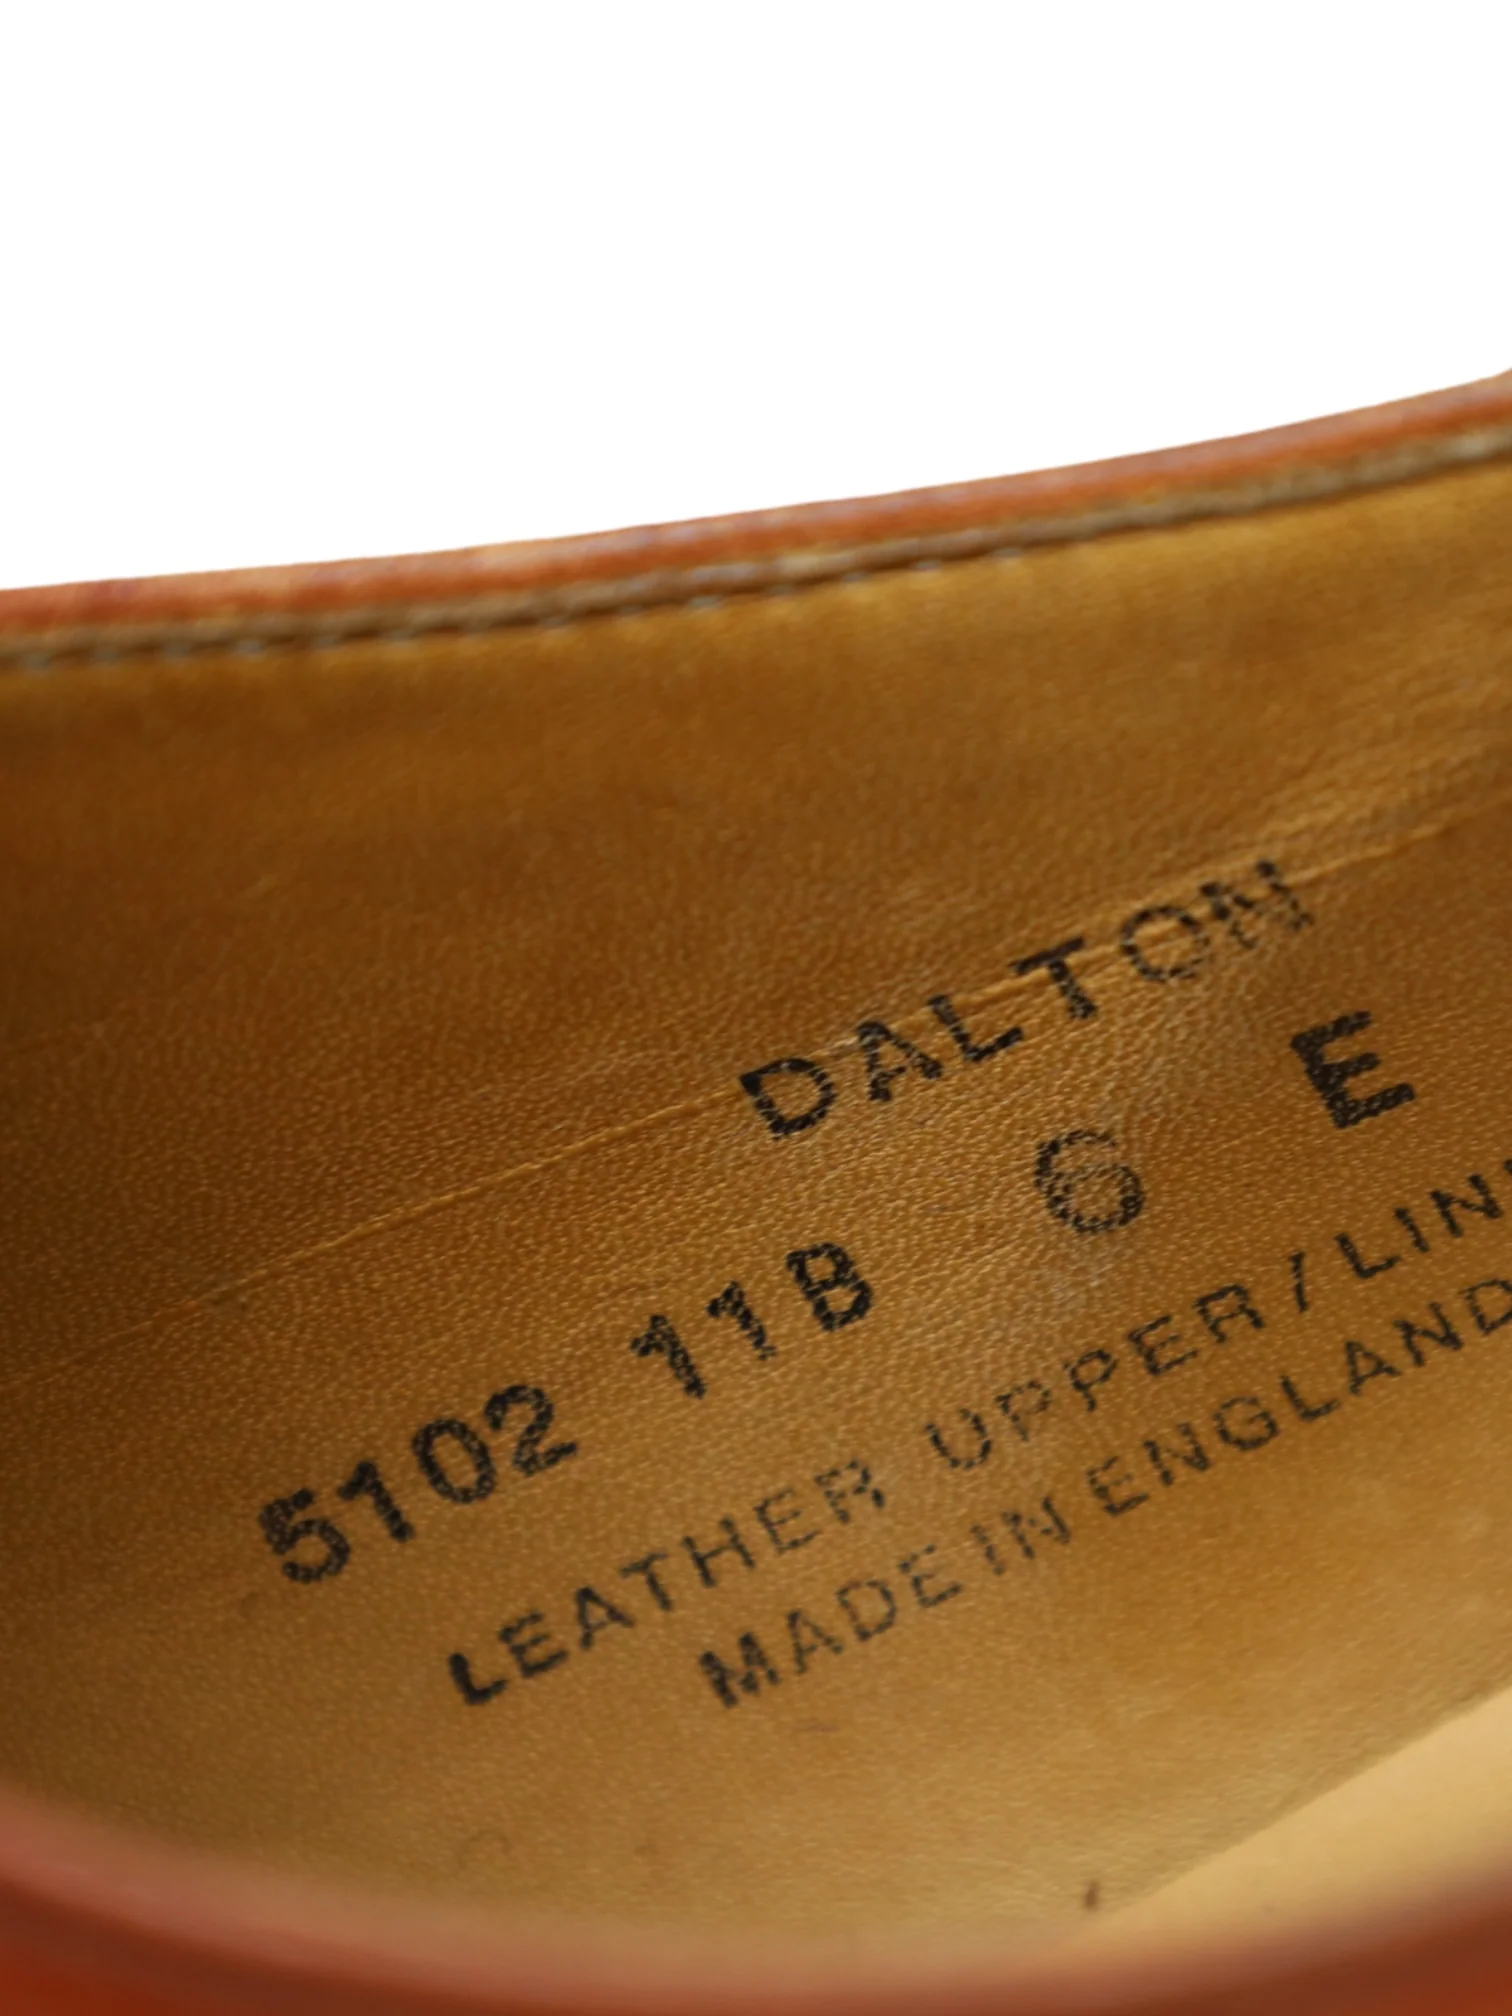 DALTON
5102 11B 6 E
LEATHER UPPER/LIN
MADE IN ENGLAND